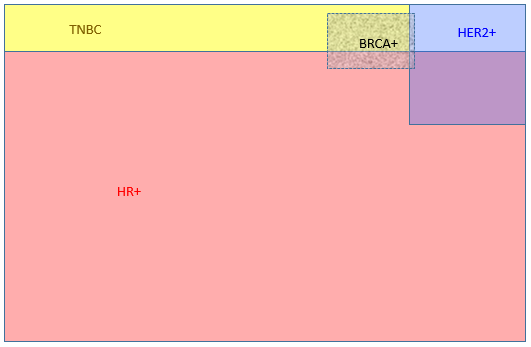 TNBC
HER2+
BRCA+
HR+